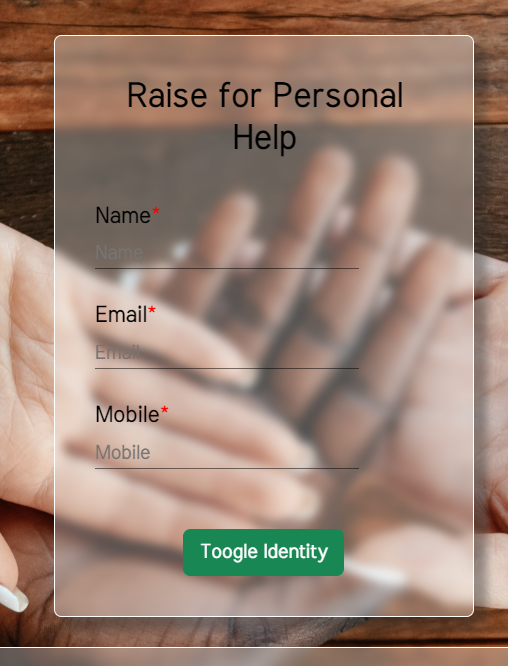 Raise for Personal
Help
Name*
Name
Email*
Email
Mobile*
Mobile
Toogle Identity